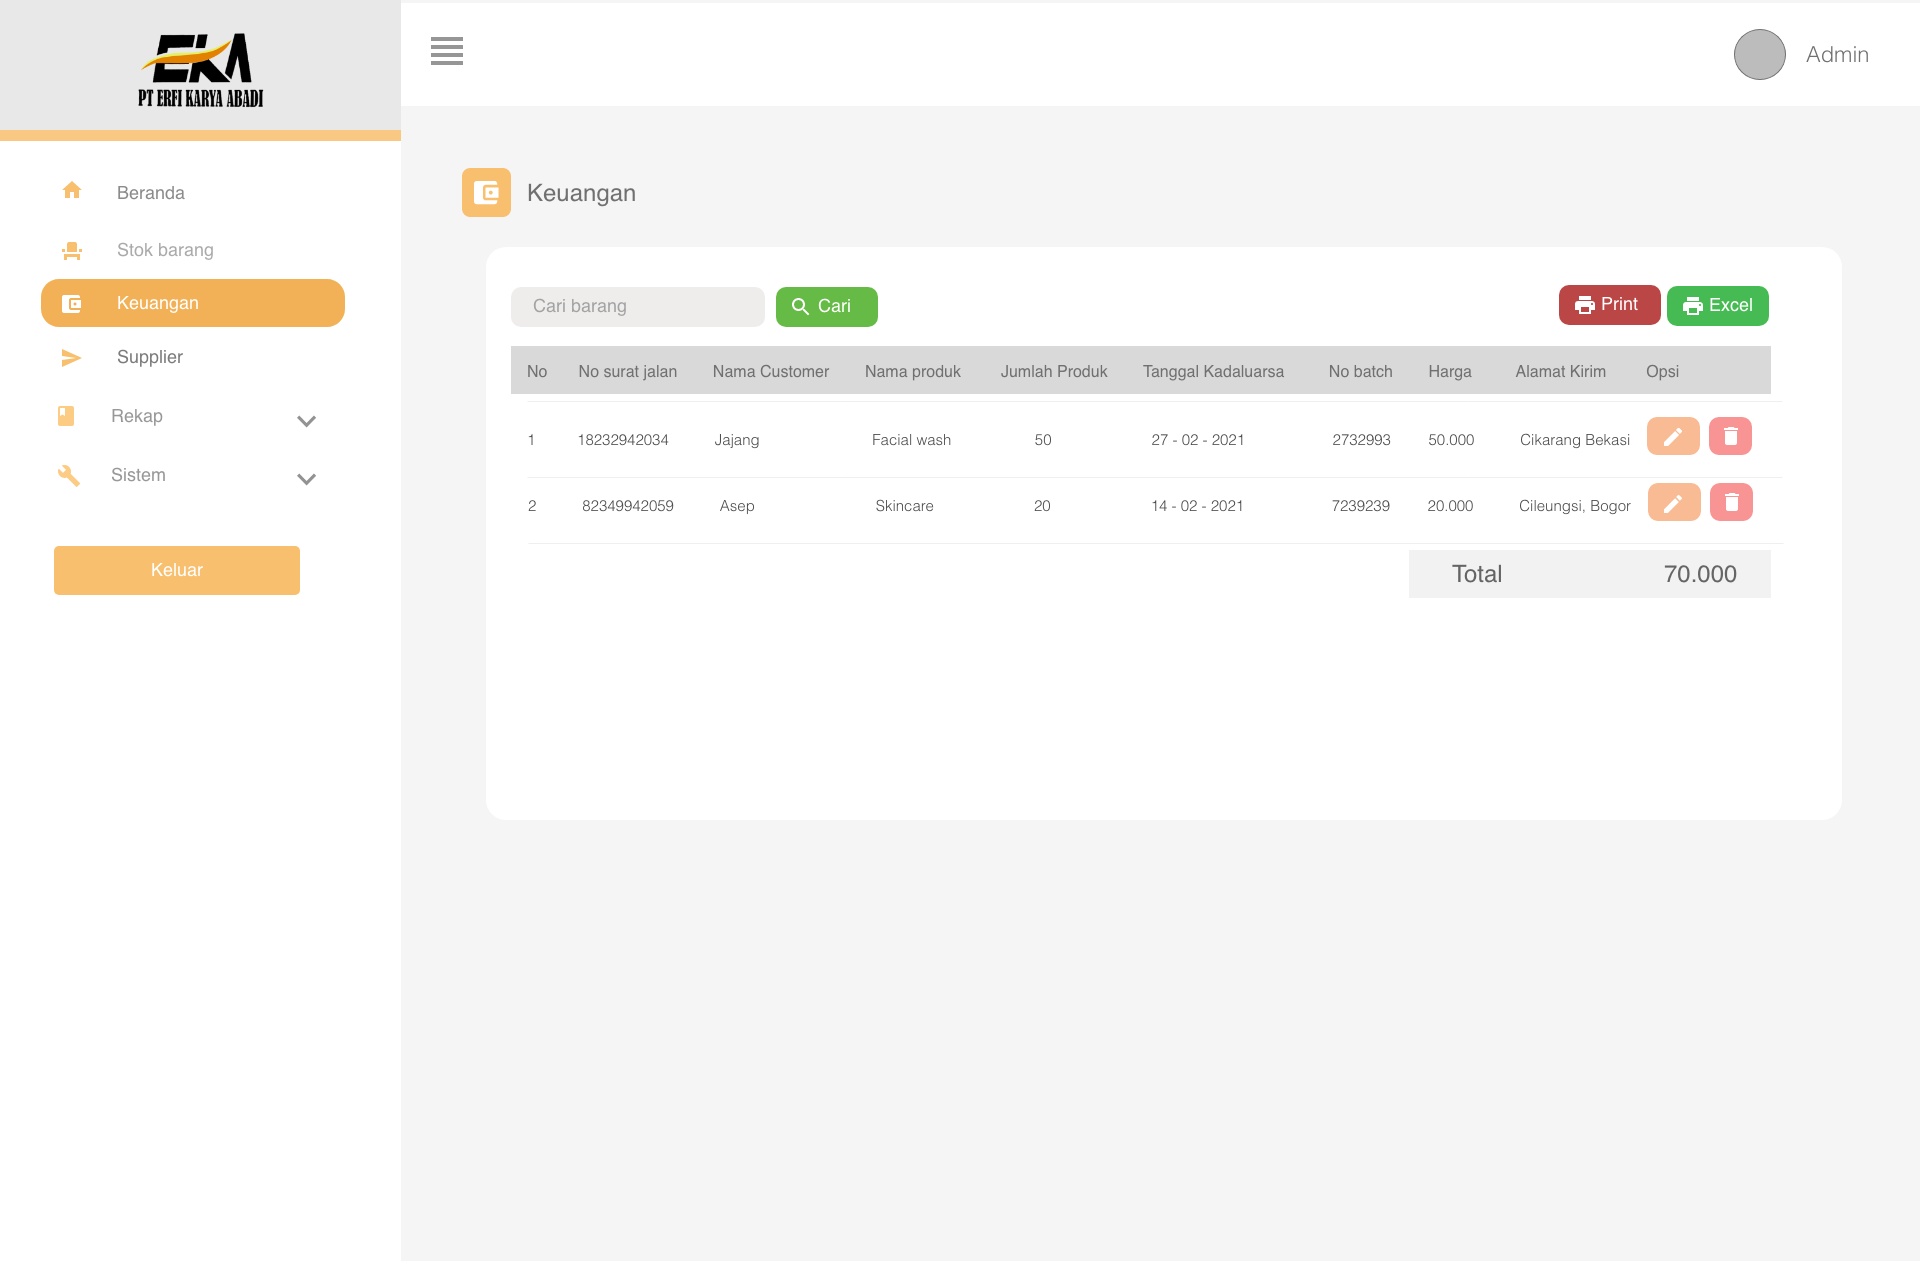 EKA
PT ERFI KARYA ABADI
Admin
Beranda
Stok barang
Keuangan
Supplier
Rekap
Sistem
Keluar
Keuangan
Cari barang
Cari
Print
Excel
No No surat jalan Nama Customer Nama produk Jumlah Produk Tanggal Kadaluarsa No batch Harga Alamat Kirim Opsi
1 18232942034 Jajang Facial wash 50 27 - 02 - 2021 2732993 50.000 Cikarang Bekasi
2 82349942059 Asep Skincare 20 14 - 02 - 2021 7239239 20.000 Cileungsi, Bogor
Total 70.000